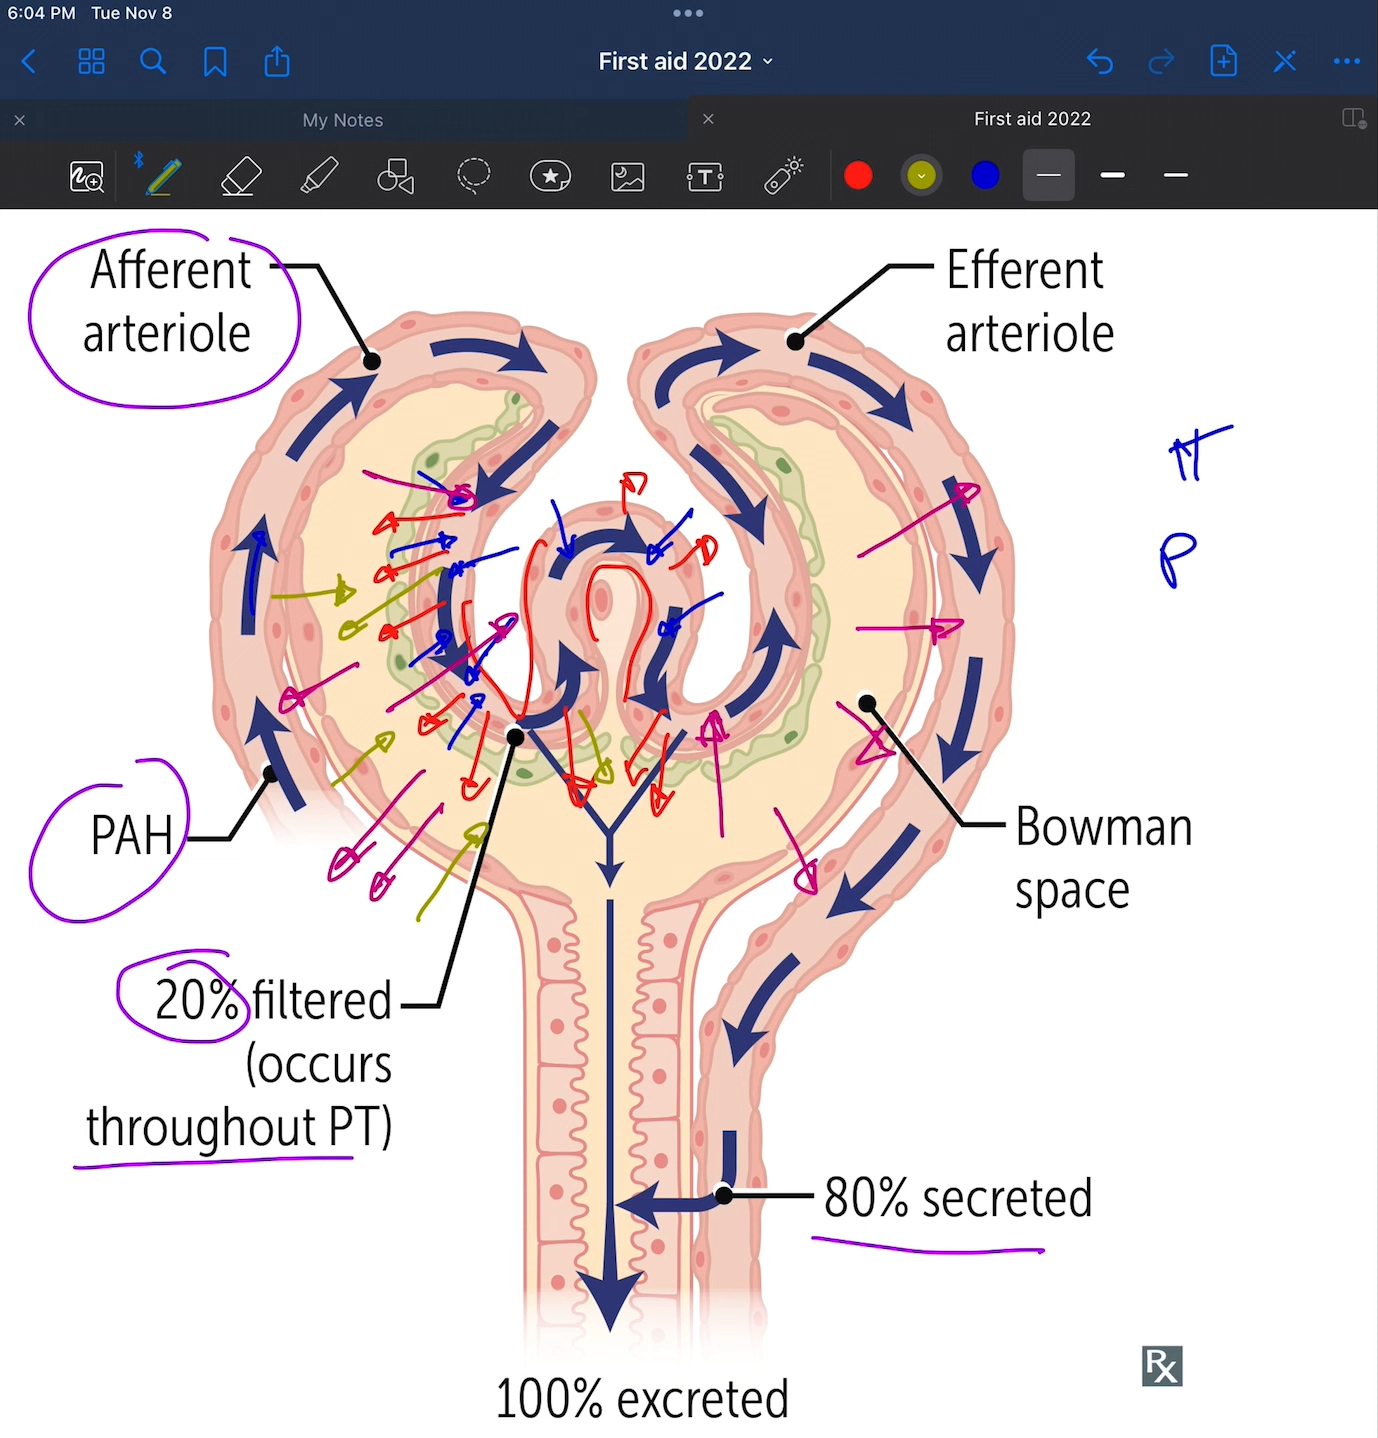 6:04 PM Tue Nov 8
First aid 2022
My Notes
First aid 2022
T
Afferent
arteriole
Efferent
arteriole
π
P
PAH
Bowman
space
20% filtered
(occurs
throughout PT)
80% secreted
Rx
100% excreted